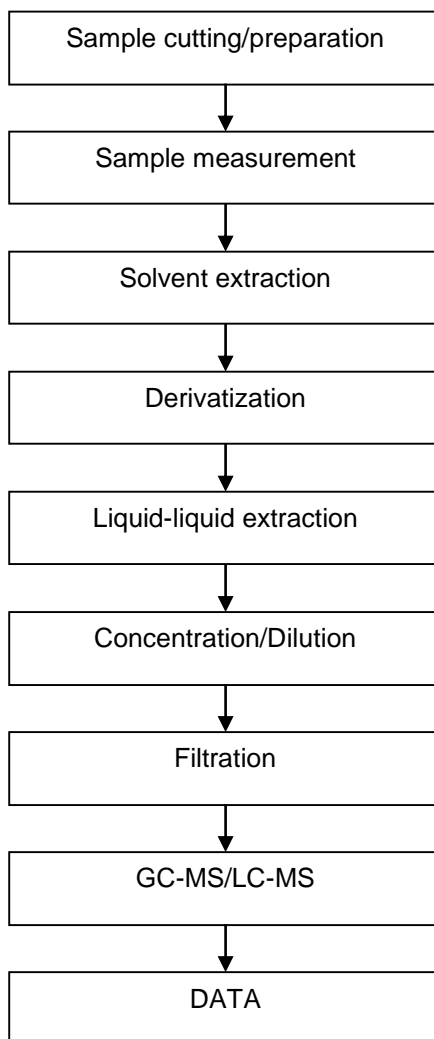 Sample cutting/preparation
Sample measurement
Solvent extraction
Derivatization
Liquid-liquid extraction
Concentration/Dilution
Filtration
GC-MS/LC-MS
DATA